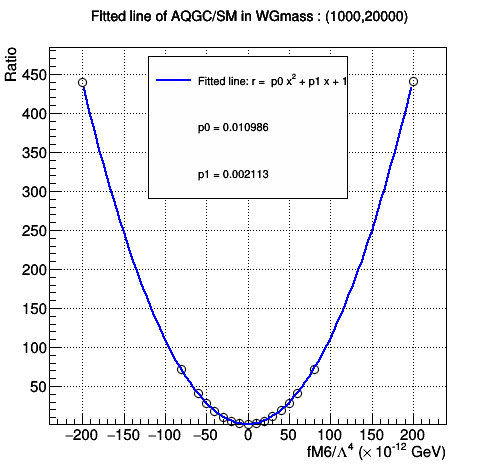 FItted line of AQGC/SM in WGmass : (1000,20000)
Ratio
Fitted line: r = p0 x² + p1 x + 1
p0 = 0.010986
p1 = 0.002113
450
400
350
300
250
200
150
100
50
−200 −150 −100 −50 0 50 100 150 200
fM6/Λ⁴ (× 10⁻¹² GeV)